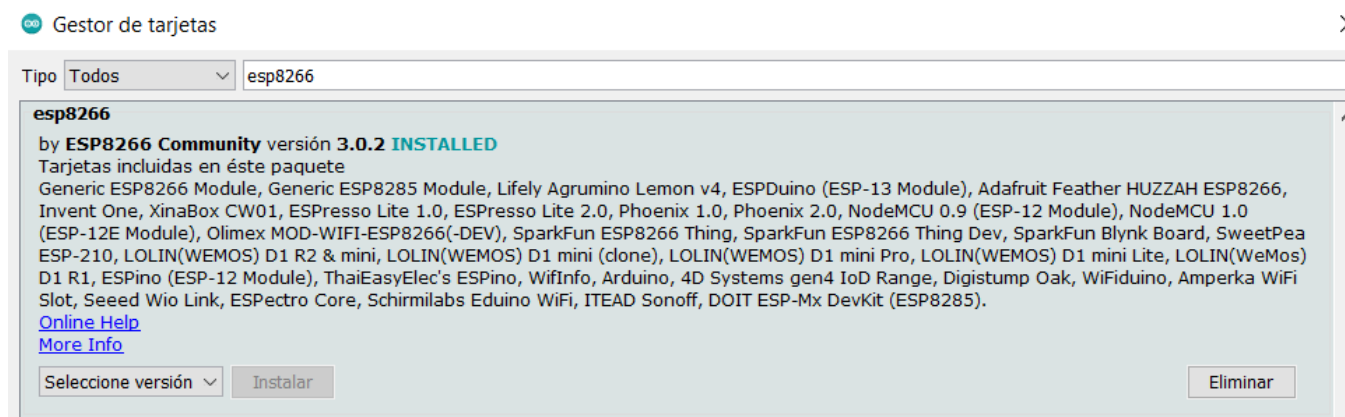 Gestor de tarjetas
Tipo Todos esp8266
esp8266
by ESP8266 Community versión 3.0.2 INSTALLED
Tarjetas incluidas en éste paquete
Generic ESP8266 Module, Generic ESP8285 Module, Lifely Agrumino Lemon v4, ESPDuino (ESP-13 Module), Adafruit Feather HUZZAH ESP8266,
Invent One, XinaBox CW01, ESPresso Lite 1.0, ESPresso Lite 2.0, Phoenix 1.0, Phoenix 2.0, NodeMCU 0.9 (ESP-12 Module), NodeMCU 1.0
(ESP-12E Module), Olimex MOD-WIFI-ESP8266(-DEV), SparkFun ESP8266 Thing, SparkFun ESP8266 Thing Dev, SparkFun Blynk Board, SweetPea
ESP-210, LOLIN(WEMOS) D1 R2 & mini, LOLIN(WEMOS) D1 mini (clone), LOLIN(WEMOS) D1 mini Pro, LOLIN(WEMOS) D1 mini Lite, LOLIN(WeMos)
D1 R1, ESPino (ESP-12 Module), ThaiEasyElec's ESPino, WifInfo, Arduino, 4D Systems gen4 IoD Range, Digistump Oak, WiFiduino, Amperka WiFi
Slot, Seeed Wio Link, ESPectro Core, Schirmilabs Eduino WiFi, ITEAD Sonoff, DOIT ESP-Mx DevKit (ESP8285).
Online Help
More Info
Seleccione versión Instalar Eliminar